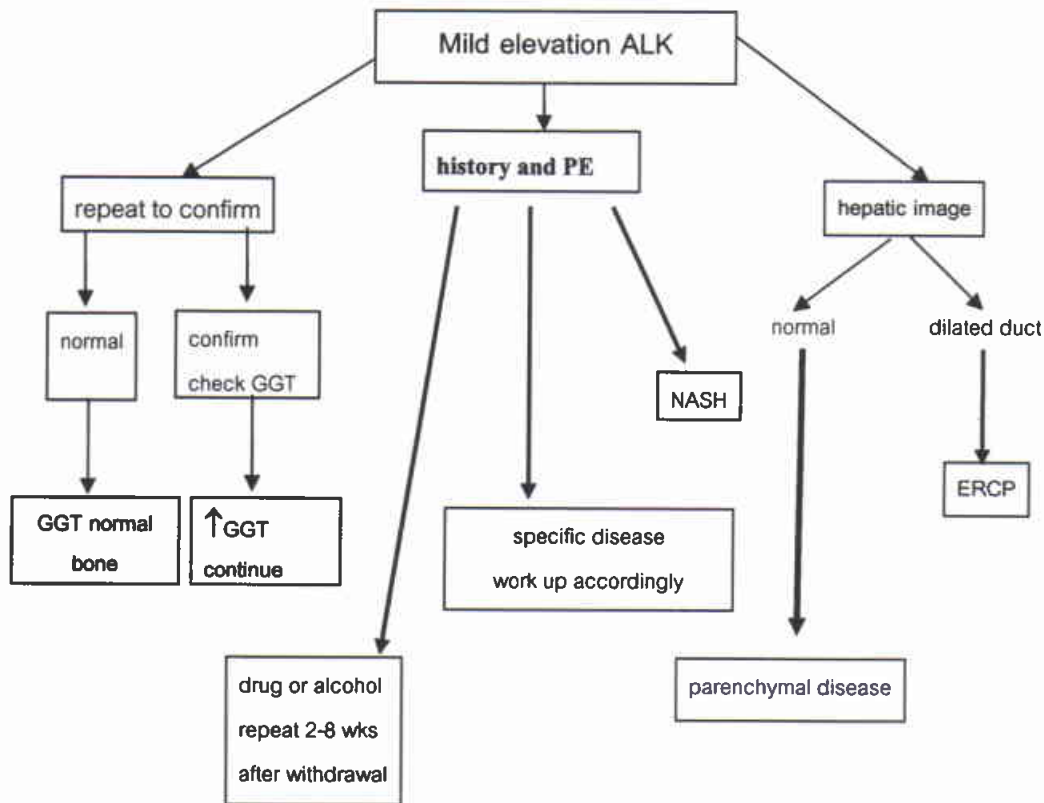 Mild elevation ALK
history and PE
repeat to confirm
hepatic image
normal
confirm
check GGT
normal
dilated duct
NASH
ERCP
GGT normal
bone
↑GGT
continue
specific disease
work up accordingly
drug or alcohol
repeat 2-8 wks
after withdrawal
parenchymal disease